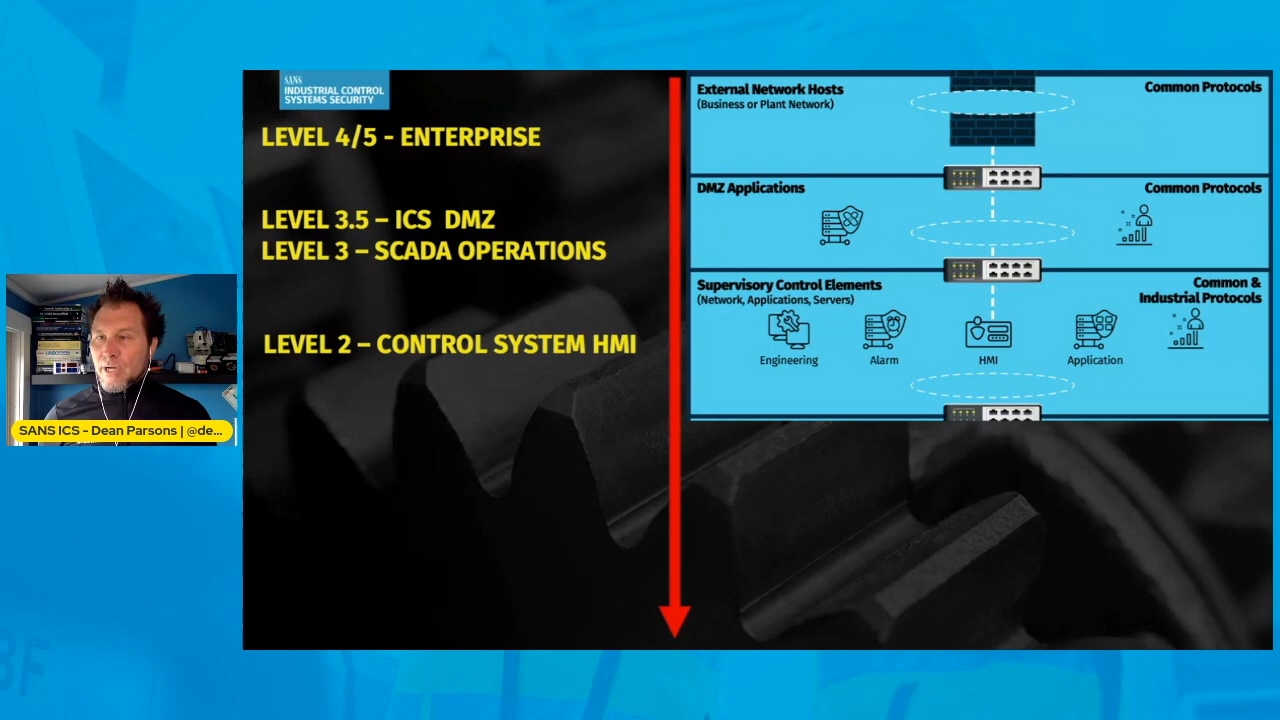 SANS
INDUSTRIAL CONTROL
SYSTEMS SECURITY
LEVEL 4/5 - ENTERPRISE
LEVEL 3.5 – ICS DMZ
LEVEL 3 – SCADA OPERATIONS
LEVEL 2 – CONTROL SYSTEM HMI
External Network Hosts
(Business or Plant Network)
Common Protocols
DMZ Applications
Common Protocols
Supervisory Control Elements
(Network, Applications, Servers)
Common &
Industrial Protocols
Engineering
Alarm
HMI
Application
SANS ICS - Dean Parsons | @de...